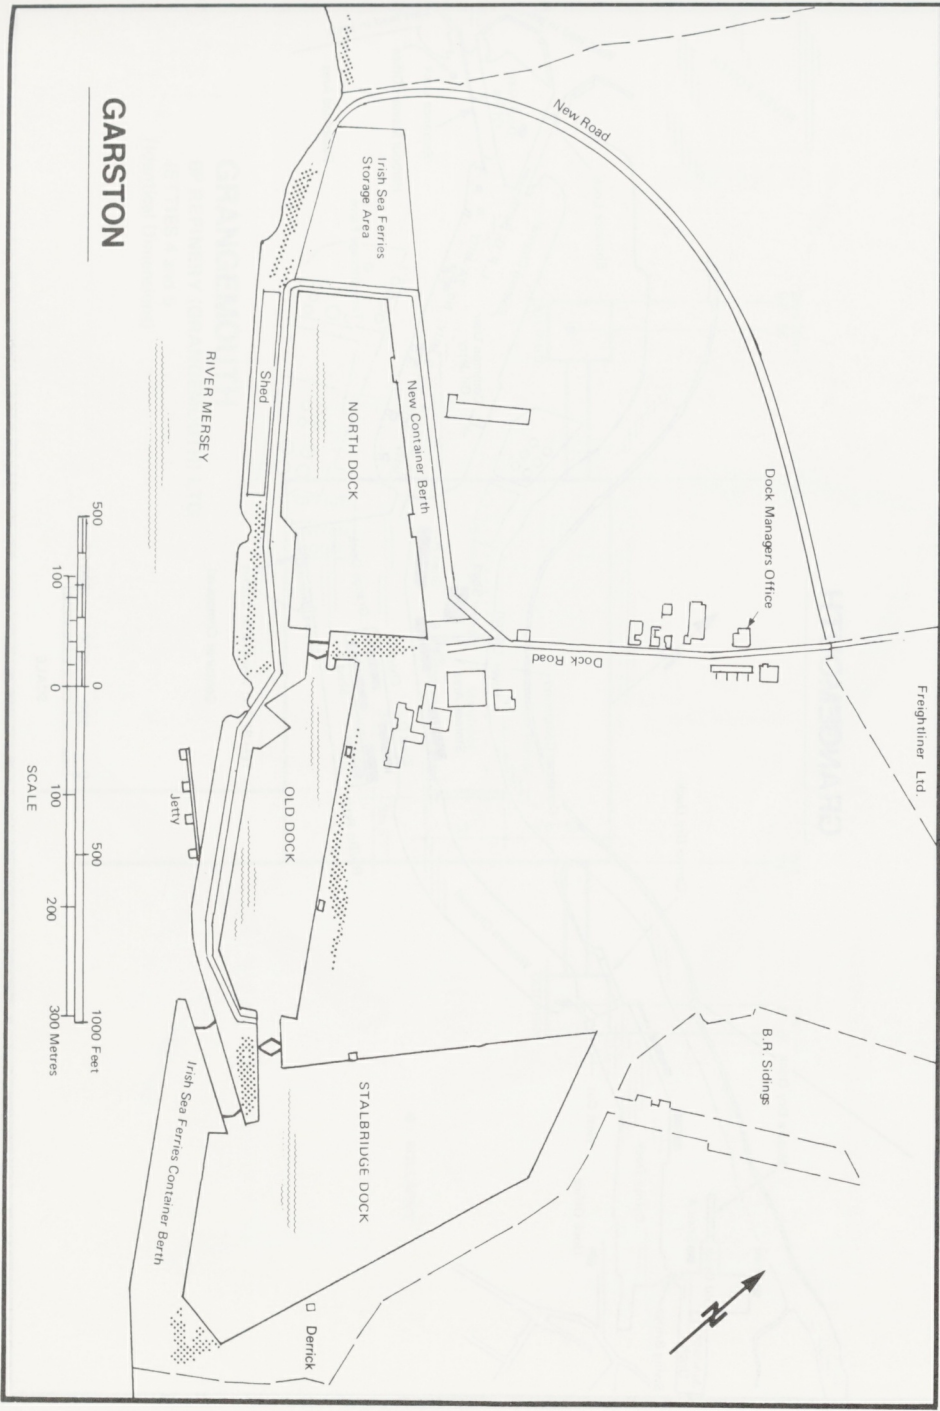 GARSTON
New Road
Irish Sea Ferries
Storage Area
RIVER MERSEY
Shed
NORTH DOCK
New Container Berth
Dock Managers Office
Dock Road
Freightliner Ltd.
OLD DOCK
Jetty
500 0 500 1000 Feet
100 0 100 200 300 Metres
SCALE
B.R. Sidings
STALBRIDGE DOCK
Irish Sea Ferries Container Berth
Derrick
N